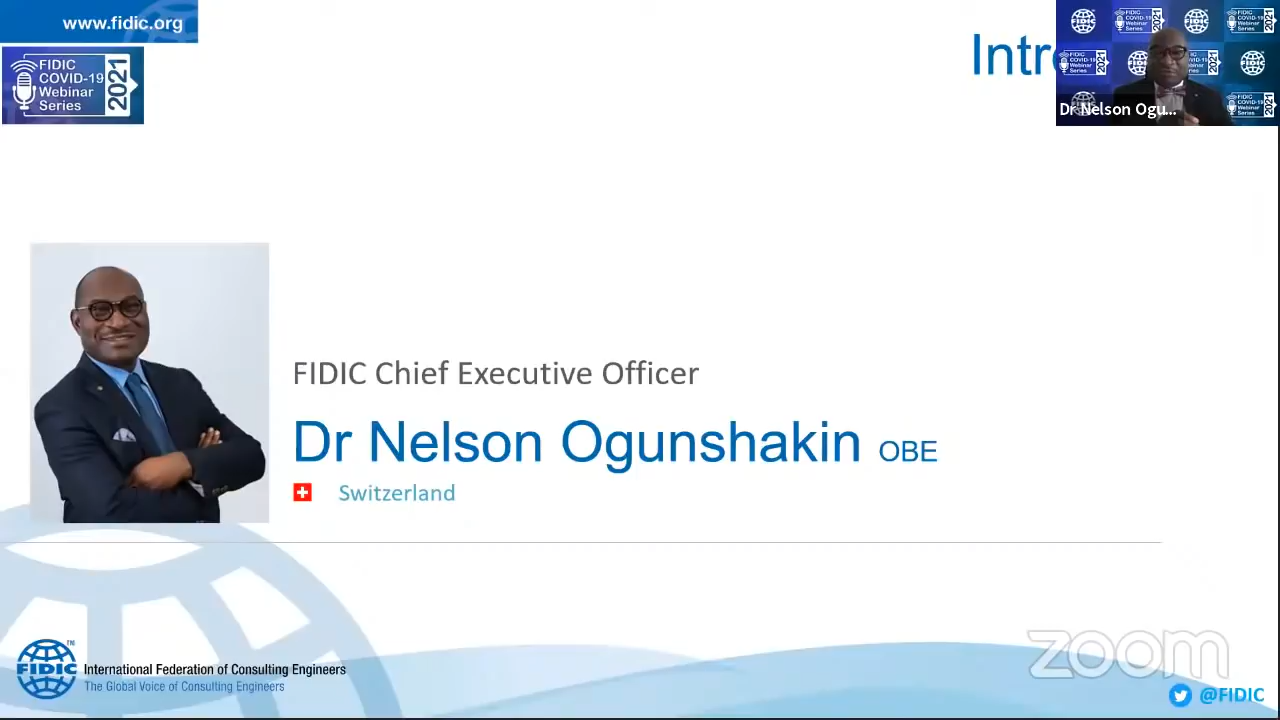 www.fidic.org
FIDIC
COVID-19
Webinar
Series
2021
Intr
Dr Nelson Ogu...
FIDIC Chief Executive Officer
Dr Nelson Ogunshakin OBE
Switzerland
FIDIC
TM
International Federation of Consulting Engineers
The Global Voice of Consulting Engineers
zoom
@FIDIC